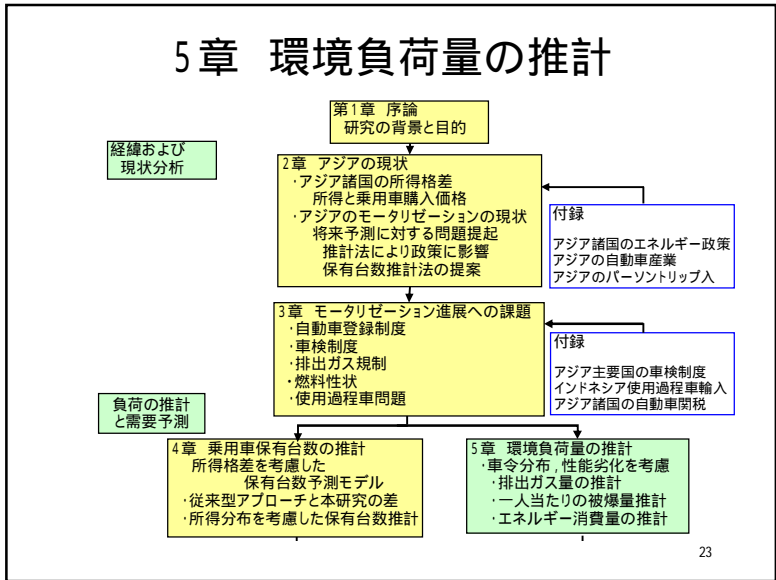 5章 環境負荷量の推計
第1章 序論
研究の背景と目的
経緯および
現状分析
2章 アジアの現状
・アジア諸国の所得格差
所得と乗用車購入価格
・アジアのモータリゼーションの現状
将来予測に対する問題提起
推計法により政策に影響
保有台数推計法の提案
付録
アジア諸国のエネルギー政策
アジアの自動車産業
アジアのパーソントリップ入
3章 モータリゼーション進展への課題
・自動車登録制度
・車検制度
・排出ガス規制
・燃料性状
・使用過程車問題
付録
アジア主要国の車検制度
インドネシア使用過程車輸入
アジア諸国の自動車関税
負荷の推計
と需要予測
4章 乗用車保有台数の推計
所得格差を考慮した
保有台数予測モデル
・従来型アプローチと本研究の差
・所得分布を考慮した保有台数推計
5章 環境負荷量の推計
・車令分布，性能劣化を考慮
・排出ガス量の推計
・一人当たりの被爆量推計
・エネルギー消費量の推計
23